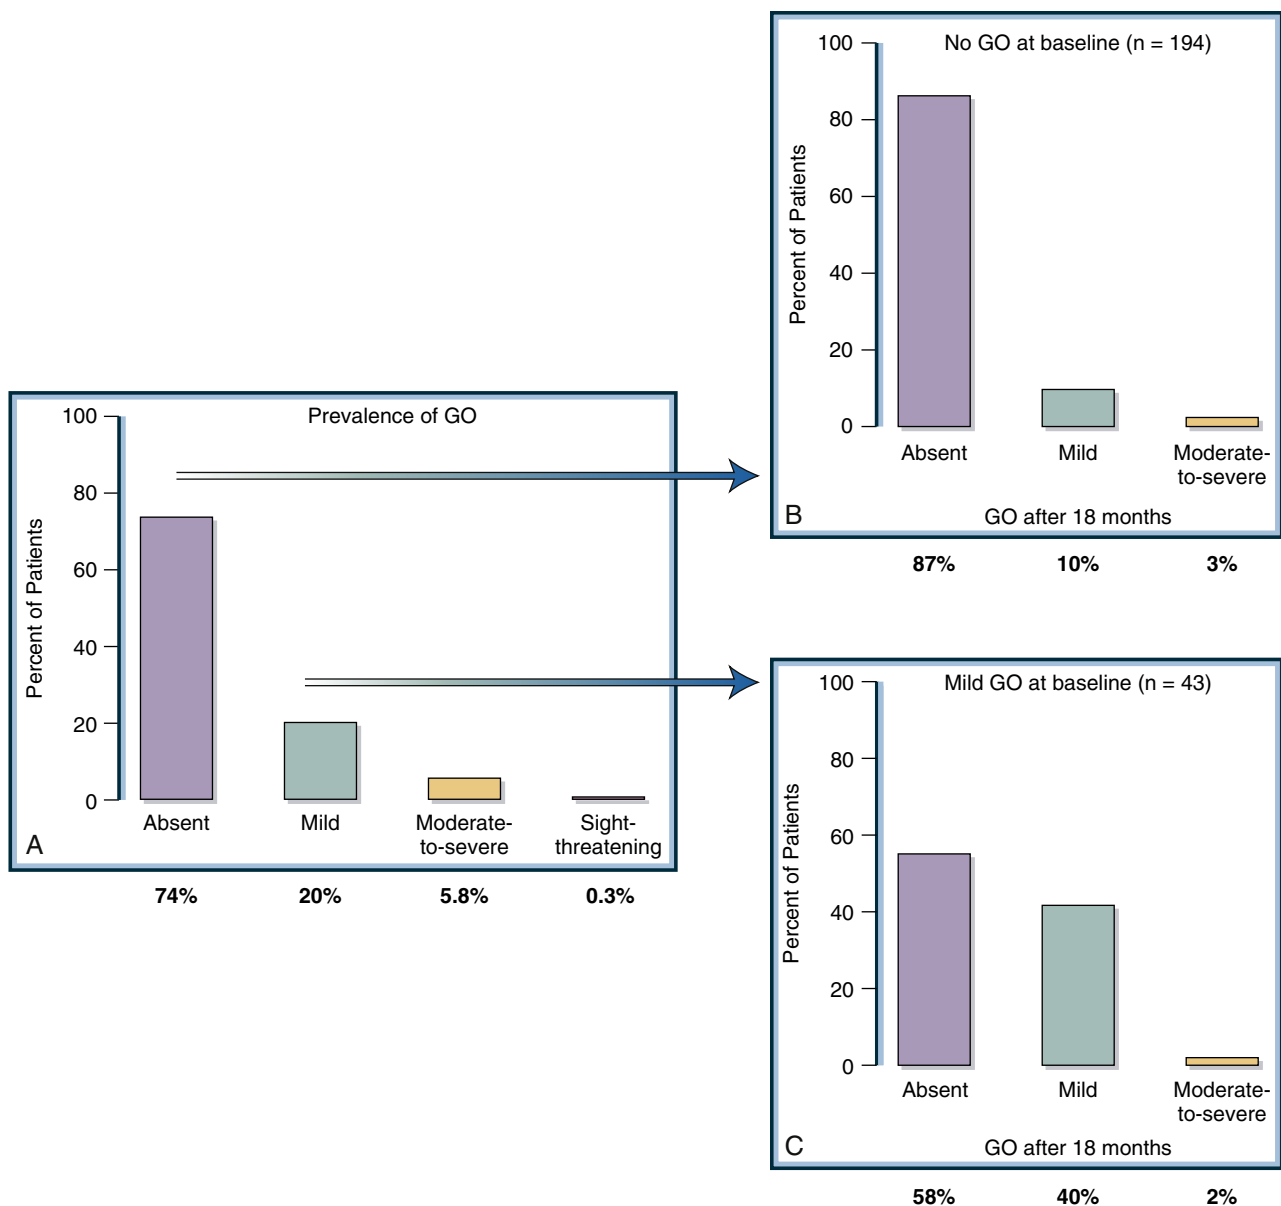 Prevalence of GO
Percent of Patients
100
80
60
40
20
0
Absent
Mild
Moderate-
to-severe
Sight-
threatening
A
74%
20%
5.8%
0.3%
No GO at baseline (n = 194)
Percent of Patients
100
80
60
40
20
0
Absent
Mild
Moderate-
to-severe
GO after 18 months
B
87%
10%
3%
Mild GO at baseline (n = 43)
Percent of Patients
100
80
60
40
20
0
Absent
Mild
Moderate-
to-severe
GO after 18 months
C
58%
40%
2%